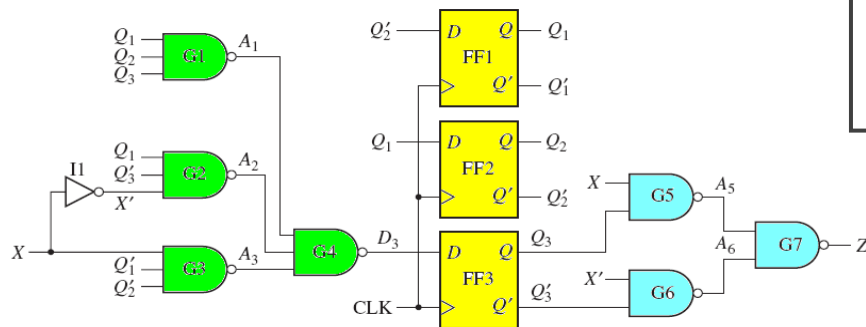 Q₁
Q₂
Q₃
G1
A₁
Q₂′
D
Q
Q₁
FF1
Q′
Q₁′
I1
X′
Q₁
Q₃′
G2
A₂
Q₁
D
Q
Q₂
FF2
Q′
Q₂′
X
G5
A₅
X
Q₁′
Q₂′
G3
A₃
G4
D₃
D
Q
Q₃
FF3
Q′
Q₃′
CLK
X′
G6
A₆
G7
Z